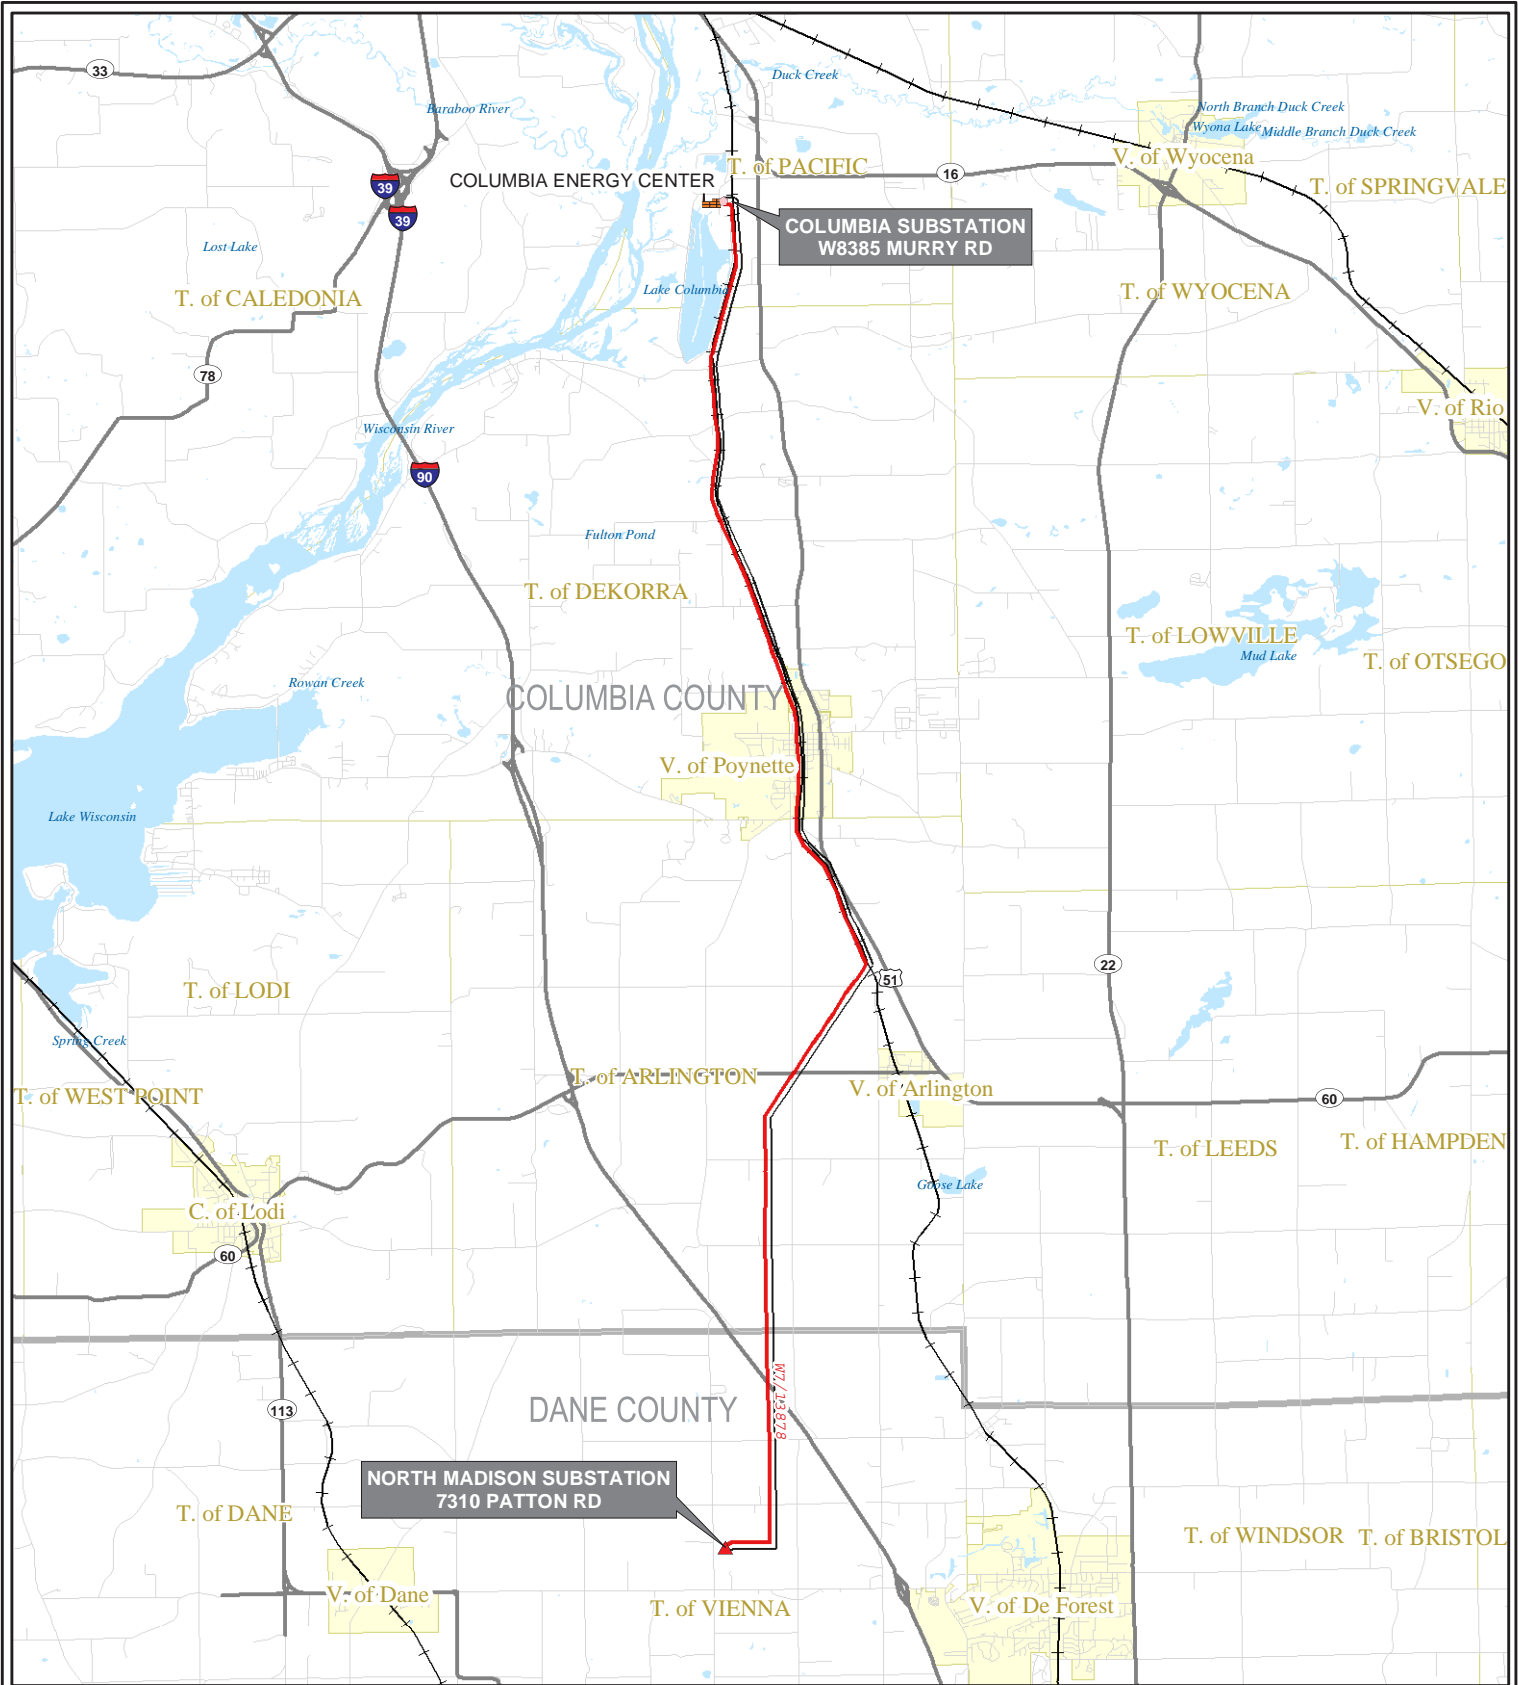 33
Baraboo River
Duck Creek
North Branch Duck Creek
Wyona Lake
Middle Branch Duck Creek
V. of Wyocena
T. of PACIFIC
16
T. of SPRINGVALE
COLUMBIA ENERGY CENTER
39
39
COLUMBIA SUBSTATION
W8385 MURRY RD
Lost Lake
T. of CALEDONIA
Lake Columbia
T. of WYOCENA
78
V. of Rio
Wisconsin River
90
Fulton Pond
T. of DEKORRA
T. of LOWVILLE
Mud Lake
T. of OTSEGO
Rowan Creek
COLUMBIA COUNTY
V. of Poynette
Lake Wisconsin
22
51
T. of LODI
Spring Creek
T. of ARLINGTON
V. of Arlington
T. of WEST POINT
60
T. of LEEDS
T. of HAMPDEN
Goose Lake
C. of Lodi
60
W7/13878
113
DANE COUNTY
NORTH MADISON SUBSTATION
7310 PATTON RD
T. of DANE
T. of WINDSOR
T. of BRISTOL
V. of Dane
T. of VIENNA
V. of De Forest